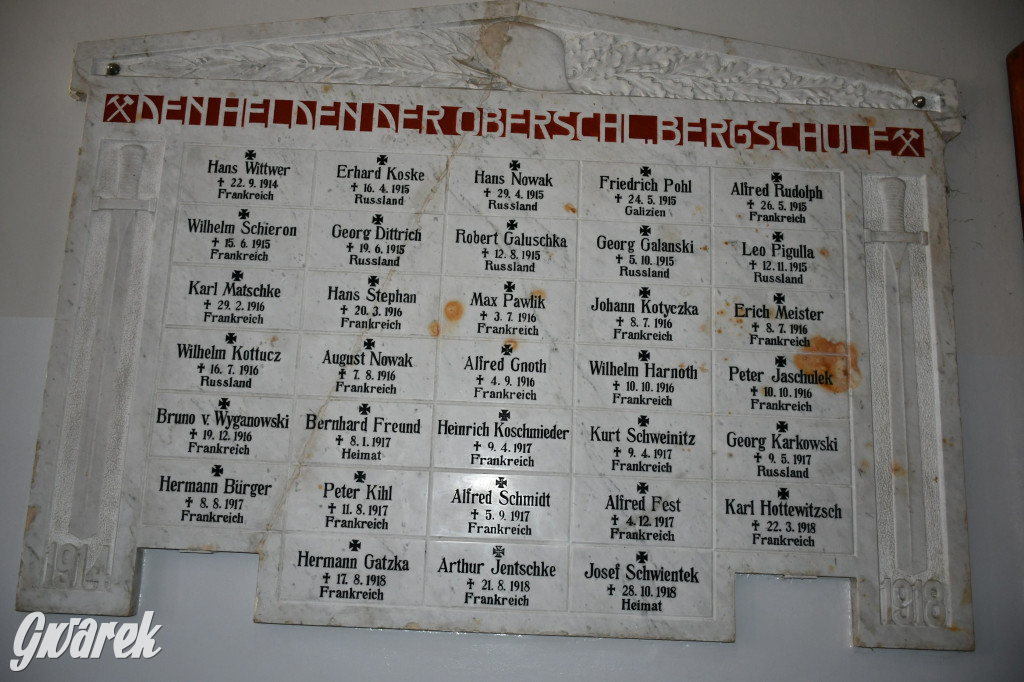 DEN HELDEN DER OBERSCHL. BERGSCHULE
Hans Wittwer
✝ 22. 9. 1914
Frankreich
Erhard Koske
✝ 16. 4. 1915
Russland
Hans Nowak
✝ 29. 4. 1915
Russland
Friedrich Pohl
✝ 24. 5. 1915
Galizien
Alfred Rudolph
✝ 26. 5. 1915
Frankreich
Wilhelm Schieron
✝ 15. 6. 1915
Frankreich
Georg Dittrich
✝ 19. 6. 1915
Russland
Robert Galuschka
✝ 12. 8. 1915
Russland
Georg Galanski
✝ 5. 10. 1915
Russland
Leo Pigulla
✝ 12. 11. 1915
Russland
Karl Matschke
✝ 29. 2. 1916
Frankreich
Hans Stephan
✝ 20. 3. 1916
Frankreich
Max Pawlik
✝ 3. 7. 1916
Frankreich
Johann Kotyczka
✝ 8. 7. 1916
Frankreich
Erich Meister
✝ 8. 7. 1916
Frankreich
Wilhelm Kottucz
✝ 16. 7. 1916
Russland
August Nowak
✝ 7. 8. 1916
Frankreich
Alfred Gnoth
✝ 4. 9. 1916
Frankreich
Wilhelm Harnoth
✝ 10. 10. 1916
Frankreich
Peter Jaschulek
✝ 10. 10. 1916
Frankreich
Bruno v. Wyganowski
✝ 19. 12. 1916
Frankreich
Bernhard Freund
✝ 8. 1. 1917
Heimat
Heinrich Koschmieder
✝ 9. 4. 1917
Frankreich
Kurt Schweinitz
✝ 9. 4. 1917
Frankreich
Georg Karkowski
✝ 9. 5. 1917
Russland
Hermann Bürger
✝ 8. 8. 1917
Frankreich
Peter Kihl
✝ 11. 8. 1917
Frankreich
Alfred Schmidt
✝ 5. 9. 1917
Frankreich
Alfred Fest
✝ 4. 12. 1917
Frankreich
Karl Hottewitzsch
✝ 22. 3. 1918
Frankreich
Hermann Gatzka
✝ 17. 8. 1918
Frankreich
Arthur Jentschke
✝ 21. 8. 1918
Frankreich
Josef Schwientek
✝ 28. 10. 1918
Heimat
1914
1918
Gwarek